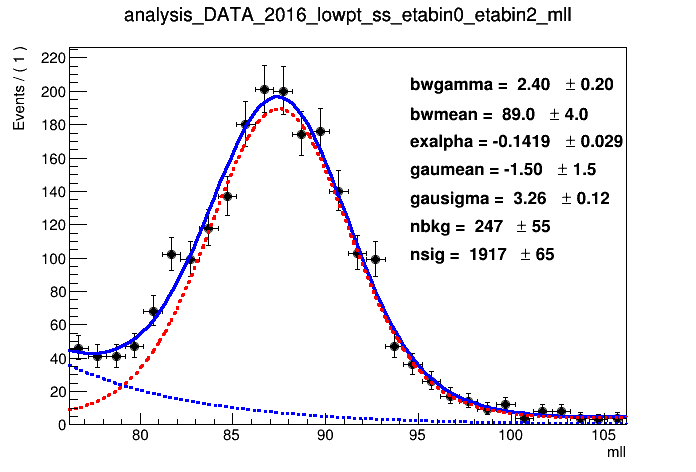 analysis_DATA_2016_lowpt_ss_etabin0_etabin2_mll
Events / ( 1 )
220
200
180
160
140
120
100
80
60
40
20
0
bwgamma = 2.40 ± 0.20
bwmean = 89.0 ± 4.0
exalpha = -0.1419 ± 0.029
gaumean = -1.50 ± 1.5
gausigma = 3.26 ± 0.12
nbkg = 247 ± 55
nsig = 1917 ± 65
80 85 90 95 100 105
mll